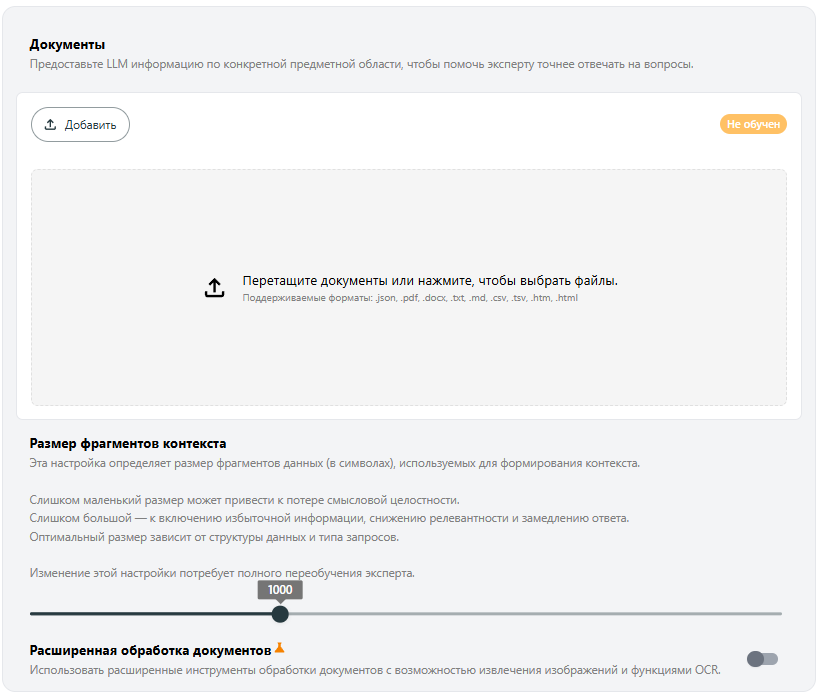 Документы
Предоставьте LLM информацию по конкретной предметной области, чтобы помочь эксперту точнее отвечать на вопросы.
Добавить
Не обучен
Перетащите документы или нажмите, чтобы выбрать файлы.
Поддерживаемые форматы: .json, .pdf, .docx, .txt, .md, .csv, .tsv, .htm, .html
Размер фрагментов контекста
Эта настройка определяет размер фрагментов данных (в символах), используемых для формирования контекста.
Слишком маленький размер может привести к потере смысловой целостности.
Слишком большой — к включению избыточной информации, снижению релевантности и замедлению ответа.
Оптимальный размер зависит от структуры данных и типа запросов.
Изменение этой настройки потребует полного переобучения эксперта.
1000
Расширенная обработка документов
Использовать расширенные инструменты обработки документов с возможностью извлечения изображений и функциями OCR.